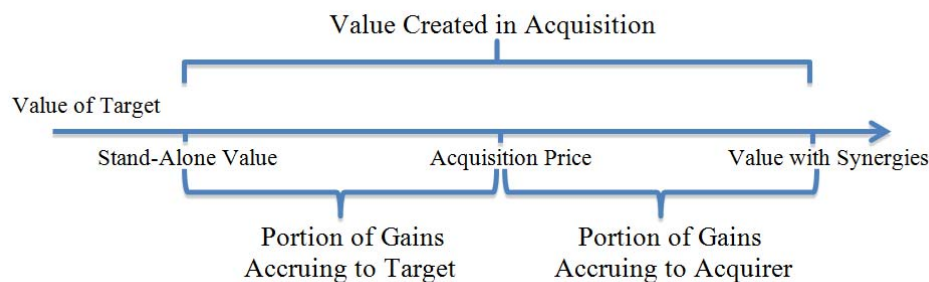 Value Created in Acquisition
Value of Target
Stand-Alone Value
Acquisition Price
Value with Synergies
Portion of Gains
Accruing to Target
Portion of Gains
Accruing to Acquirer